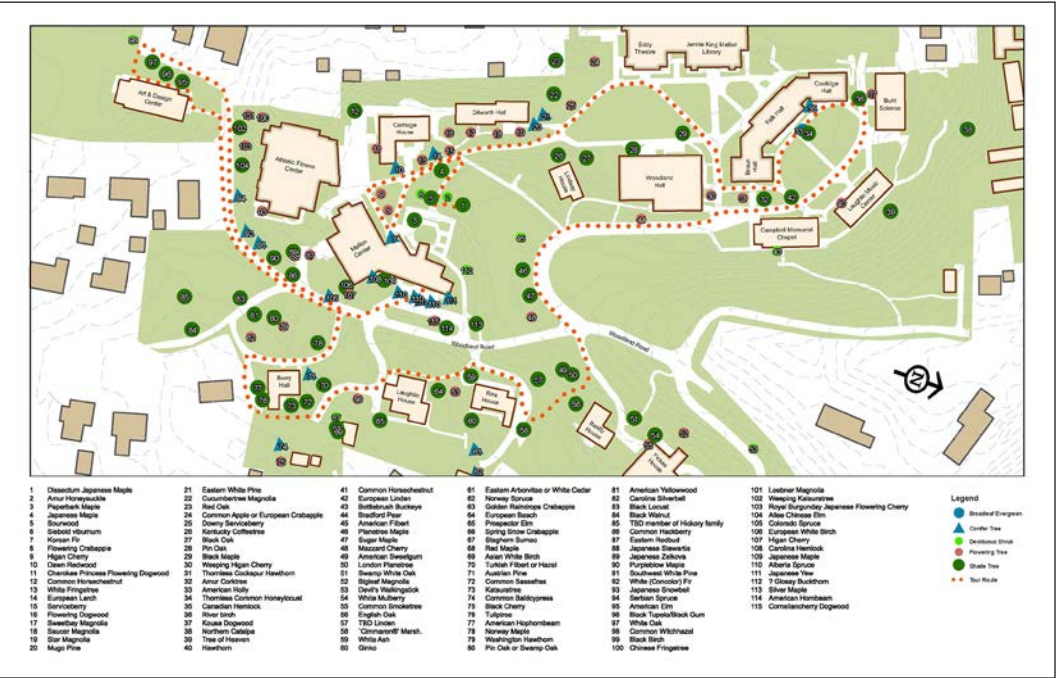 Eddy
Theatre
Jennie King Mellon
Library
Art & Design
Center
Carriage
House
Dilworth Hall
Coolidge
Hall
Falk Hall
Buhl
Science
Athletic Fitness
Center
Lindsay
House
Woodland
Hall
Braun
Hall
Laughlin Music
Center
Mellon
Center
Campbell Memorial
Chapel
Woodland Road
Woodland Road
Berry
Hall
Laughlin
House
Rea
House
Beatty
House
N
1 Dissectum Japanese Maple
2 Amur Honeysuckle
3 Paperbark Maple
4 Japanese Maple
5 Sourwood
6 Siebold viburnum
7 Korean Fir
8 Flowering Crabapple
9 Higan Cherry
10 Dawn Redwood
11 Cherokee Princess Flowering Dogwood
12 Common Horsechestnut
13 White Fringetree
14 European Larch
15 Serviceberry
16 Flowering Dogwood
17 Sweetbay Magnolia
18 Saucer Magnolia
19 Star Magnolia
20 Mugo Pine
21 Eastern White Pine
22 Cucumbertree Magnolia
23 Red Oak
24 Common Apple or European Crabapple
25 Downy Serviceberry
26 Kentucky Coffeetree
27 Black Oak
28 Pin Oak
29 Black Maple
30 Weeping Higan Cherry
31 Thornless Cockspur Hawthorn
32 Amur Corktree
33 American Holly
34 Thornless Common Honeylocust
35 Canadian Hemlock
36 River birch
37 Kousa Dogwood
38 Northern Catalpa
39 Tree of Heaven
40 Hawthorn
41 Common Horsechestnut
42 European Linden
43 Bottlebrush Buckeye
44 Bradford Pear
45 American Filbert
46 Planetree Maple
47 Sugar Maple
48 Mazzard Cherry
49 American Sweetgum
50 London Planetree
51 Swamp White Oak
52 Bigleaf Magnolia
53 Devil's Walkingstick
54 White Mulberry
55 Common Smoketree
56 English Oak
57 TBD Linden
58 'Cimmaron®' Marsh.
59 White Ash
60 Ginko
61 Eastern Arborvitae or White Cedar
62 Norway Spruce
63 Golden Raindrops Crabapple
64 European Beach
65 Prospector Elm
66 Spring Snow Crabapple
67 Staghorn Sumac
68 Red Maple
69 Asian White Birch
70 Turkish Filbert or Hazel
71 Austrian Pine
72 Common Sassafras
73 Katsuratree
74 Common Baldcypress
75 Black Cherry
76 Tuliptree
77 American Hophornbeam
78 Norway Maple
79 Washington Hawthorn
80 Pin Oak or Swamp Oak
81 American Yellowwood
82 Carolina Silverbell
83 Black Locust
84 Black Walnut
85 TBD member of Hickory family
86 Common Hackberry
87 Eastern Redbud
88 Japanese Stewartia
89 Japanese Zelkova
90 Purplebloow Maple
91 Southwest White Pine
92 White (Concolor) Fir
93 Japanese Snowbell
94 Serbian Spruce
95 American Elm
96 Black Tupelo/Black Gum
97 White Oak
98 Common Witchhazel
99 Black Birch
100 Chinese Fringetree
101 Loebner Magnolia
102 Weeping Katsuratree
103 Royal Burgundey Japanese Flowering Cherry
104 Allee Chinese Elm
105 Colorado Spruce
106 European White Birch
107 Higan Cherry
108 Carolina Hemlock
109 Japanese Maple
110 Alberta Spruce
111 Japanese Yew
112 ? Glossy Buckthorn
113 Silver Maple
114 American Hornbeam
115 Corneliancherry Dogwood
Legend
Broadleaf Evergreen
Conifer Tree
Deciduous Shrub
Flowering Tree
Shade Tree
Tour Route